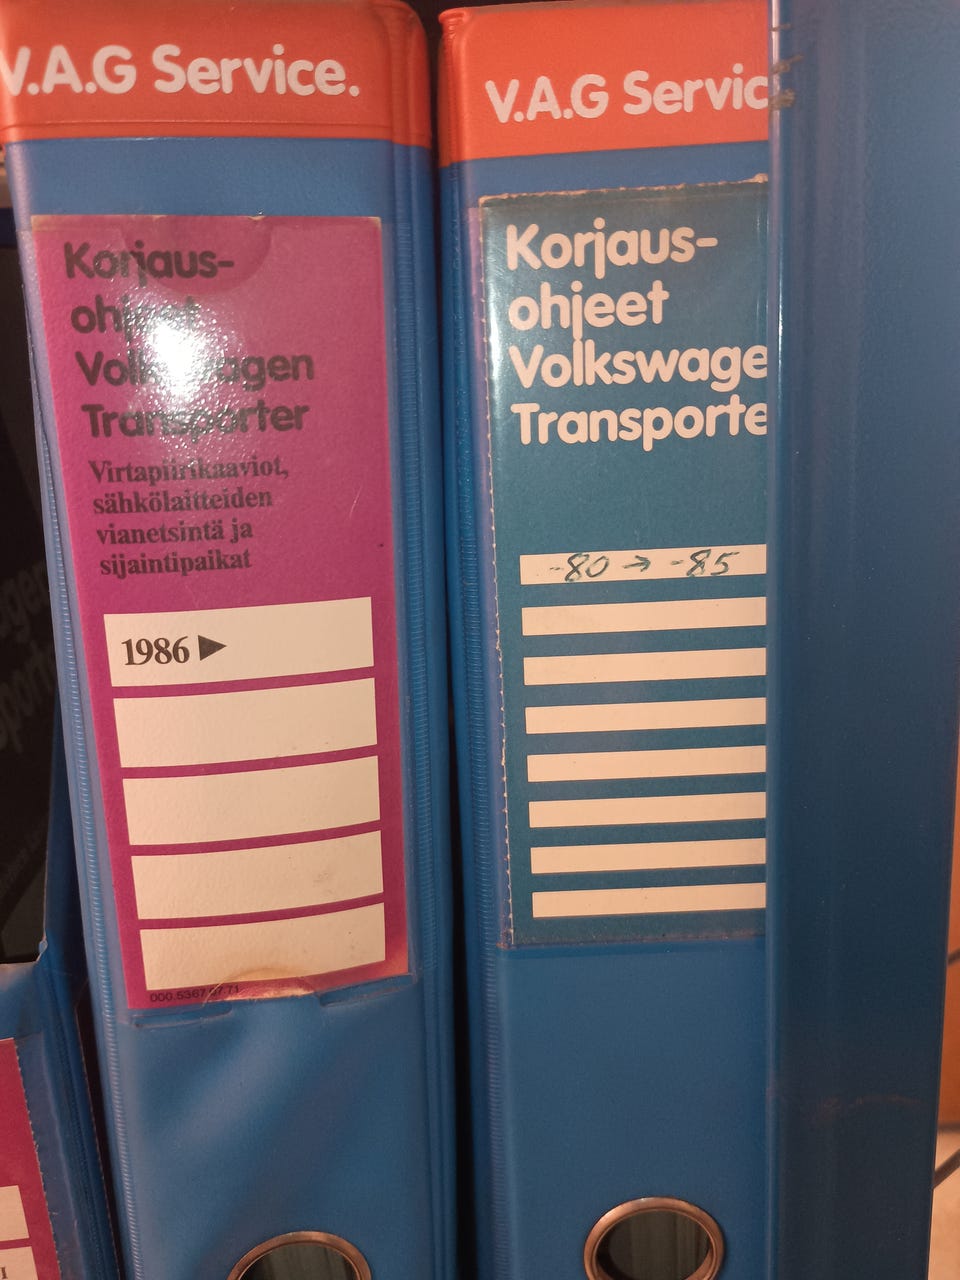 V.A.G Service.
Korjaus-
ohjeet
Volkswagen
Transporter
Virtapiirikaaviot,
sähkölaitteiden
vianetsintä ja
sijaintipaikat
1986 ▶
V.A.G Servic
Korjaus-
ohjeet
Volkswage
Transporte
-80 → -85